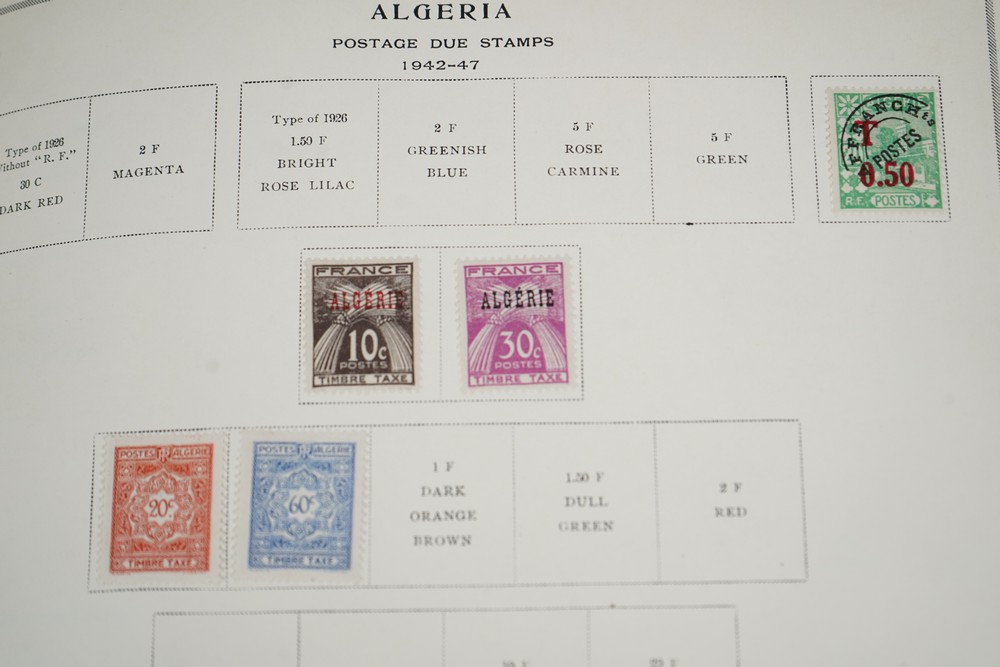 ALGERIA
POSTAGE DUE STAMPS
1942-47
Type of 1926
Without "R. F."
30 C
DARK RED
2 F
MAGENTA
Type of 1926
1.50 F
BRIGHT
ROSE LILAC
2 F
GREENISH
BLUE
5 F
ROSE
CARMINE
5 F
GREEN
AFFRANCHts
POSTES
T
0.50
R.F. POSTES
FRANCE
ALGÉRIE
10c
POSTES
TIMBRE TAXE
FRANCE
ALGÉRIE
30c
POSTES
TIMBRE TAXE
POSTES RF ALGERIE
20c
TIMBRE TAXE
POSTES RF ALGERIE
60c
TIMBRE TAXE
1 F
DARK
ORANGE
BROWN
1.50 F
DULL
GREEN
2 F
RED